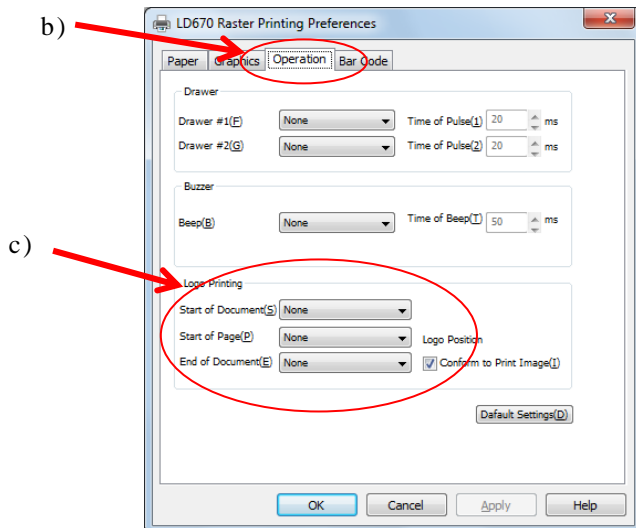 b)
LD670 Raster Printing Preferences
Paper Graphics Operation Bar Code
Drawer
Drawer #1(F) None Time of Pulse(1) 20 ms
Drawer #2(G) None Time of Pulse(2) 20 ms
Buzzer
Beep(B) None Time of Beep(T) 50 ms
c)
Logo Printing
Start of Document(S) None
Start of Page(P) None Logo Position
End of Document(E) None Conform to Print Image(I)
Dafault Settings(D)
OK Cancel Apply Help